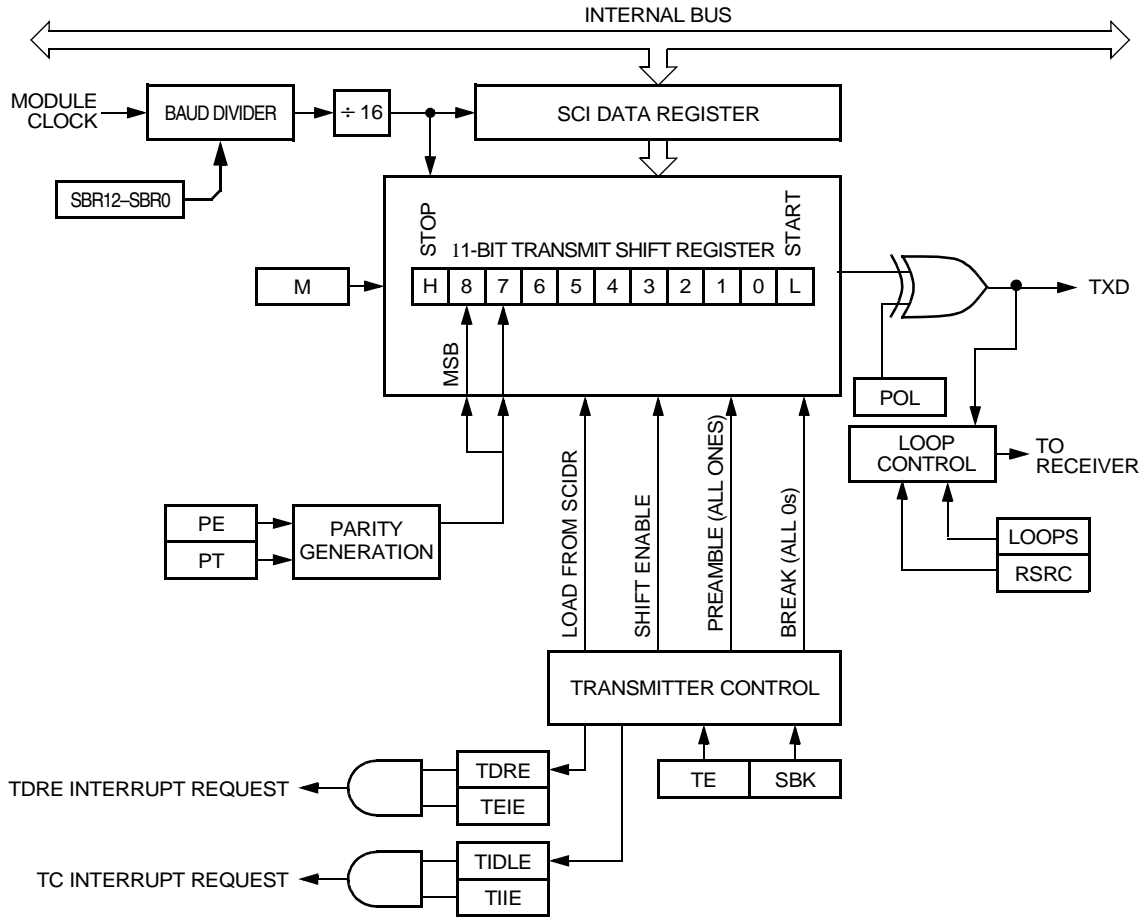 INTERNAL BUS
MODULE
CLOCK
BAUD DIVIDER
÷ 16
SCI DATA REGISTER
SBR12–SBR0
STOP
11-BIT TRANSMIT SHIFT REGISTER
START
M
H 8 7 6 5 4 3 2 1 0 L
TXD
MSB
POL
LOOP
CONTROL
TO
RECEIVER
LOAD FROM SCIDR
SHIFT ENABLE
PREAMBLE (ALL ONES)
BREAK (ALL 0s)
PE
PT
PARITY
GENERATION
LOOPS
RSRC
TRANSMITTER CONTROL
TDRE INTERRUPT REQUEST
TDRE
TEIE
TE
SBK
TC INTERRUPT REQUEST
TIDLE
TIIE